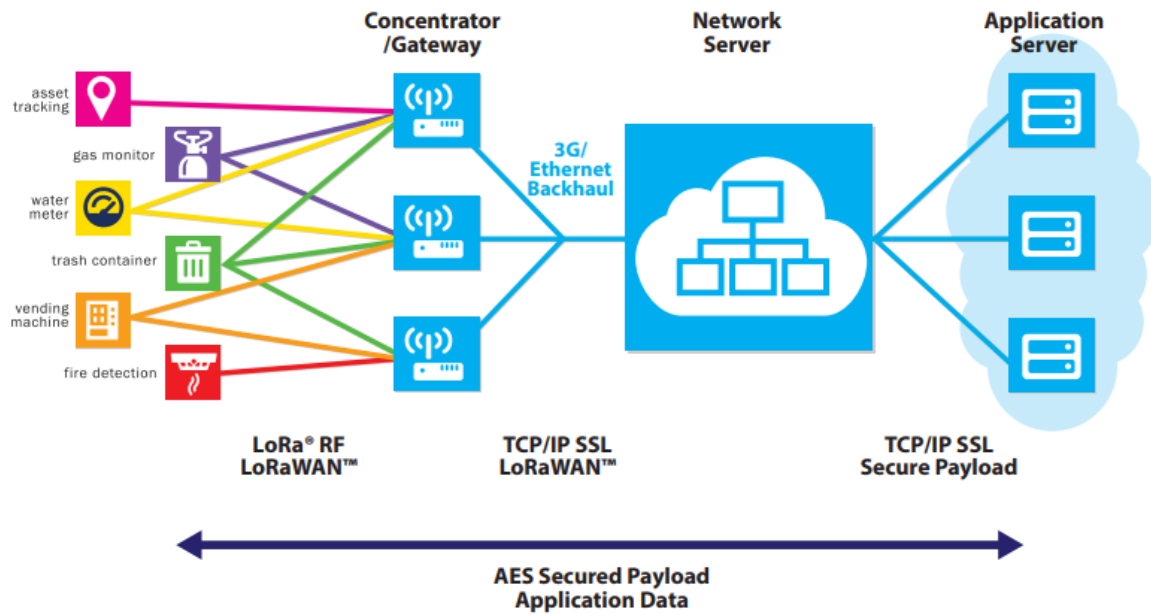 Concentrator
/Gateway
Network
Server
Application
Server
asset
tracking
gas monitor
water
meter
trash container
vending
machine
fire detection
3G/
Ethernet
Backhaul
LoRa® RF
LoRaWAN™
TCP/IP SSL
LoRaWAN™
TCP/IP SSL
Secure Payload
AES Secured Payload
Application Data